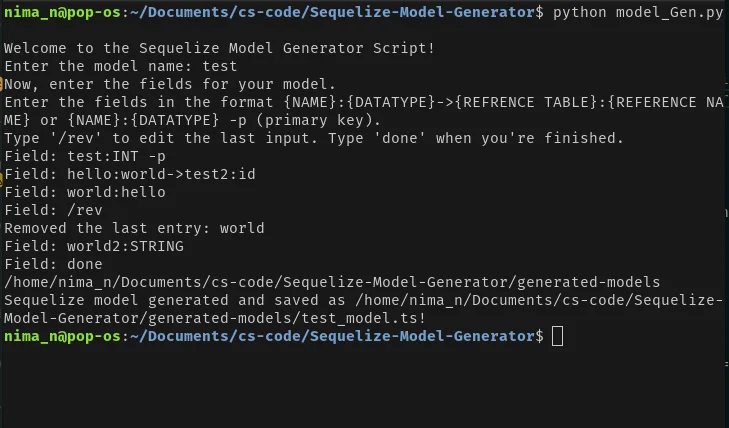 nima_n@pop-os:~/Documents/cs-code/Sequelize-Model-Generator$ python model_Gen.py
Welcome to the Sequelize Model Generator Script!
Enter the model name: test
Now, enter the fields for your model.
Enter the fields in the format {NAME}:{DATATYPE}->{REFRENCE TABLE}:{REFERENCE NA
ME} or {NAME}:{DATATYPE} -p (primary key).
Type '/rev' to edit the last input. Type 'done' when you're finished.
Field: test:INT -p
Field: hello:world->test2:id
Field: world:hello
Field: /rev
Removed the last entry: world
Field: world2:STRING
Field: done
/home/nima_n/Documents/cs-code/Sequelize-Model-Generator/generated-models
Sequelize model generated and saved as /home/nima_n/Documents/cs-code/Sequelize-
Model-Generator/generated-models/test_model.ts!
nima_n@pop-os:~/Documents/cs-code/Sequelize-Model-Generator$